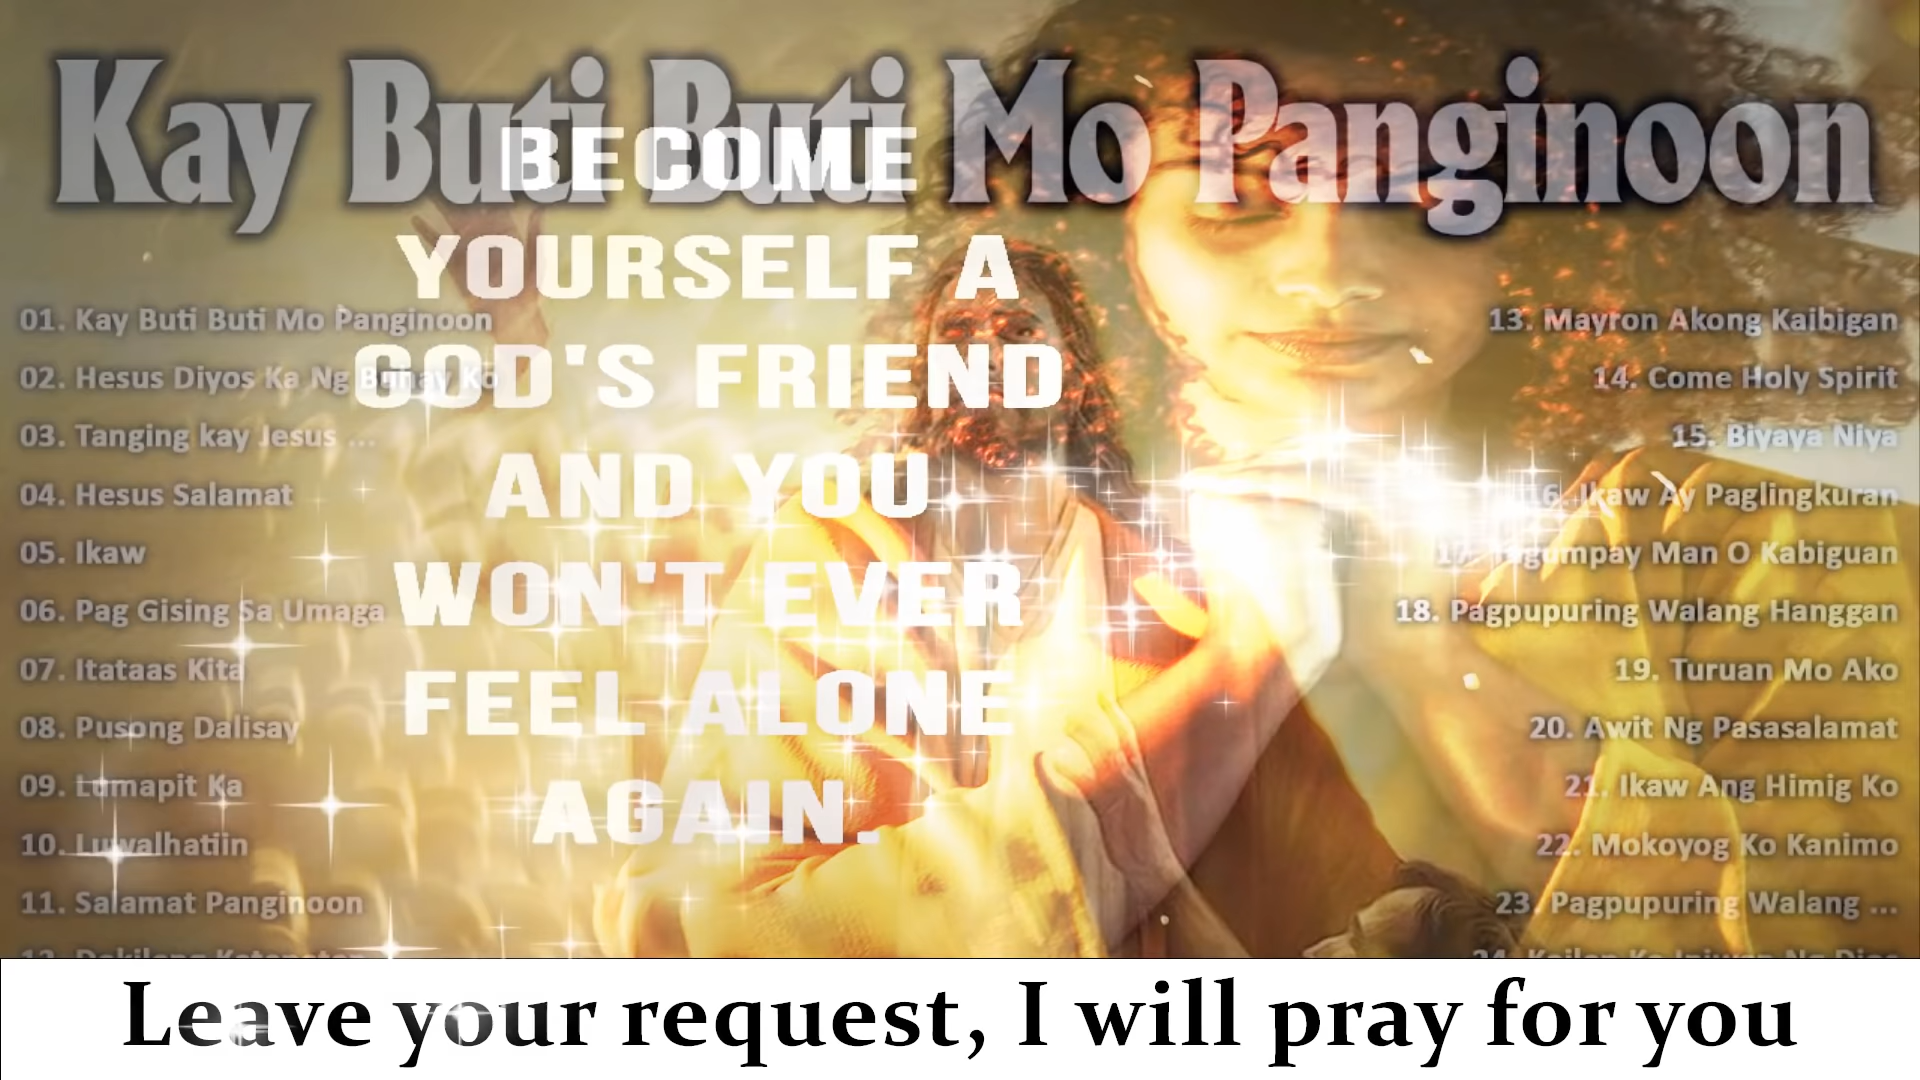 Kay Buti Buti Mo Panginoon
BECOME
YOURSELF A
GOD'S FRIEND
AND YOU
WON'T EVER
FEEL ALONE
AGAIN.
01. Kay Buti Buti Mo Panginoon
02. Hesus Diyos Ka Ng Buhay Ko
03. Tanging kay Jesus ...
04. Hesus Salamat
05. Ikaw
06. Pag Gising Sa Umaga
07. Itataas Kita
08. Pusong Dalisay
09. Lumapit Ka
10. Luwalhatiin
11. Salamat Panginoon
13. Mayron Akong Kaibigan
14. Come Holy Spirit
15. Biyaya Niya
16. Ikaw Ay Paglingkuran
17. Man O Kabiguan
18. Pagpupuring Walang Hanggan
19. Turuan Mo Ako
20. Awit Ng Pasasalamat
21. Ikaw Ang Himig Ko
22. Mokoyog Ko Kanimo
23. Pagpupuring Walang ...
Leave your request, I will pray for you